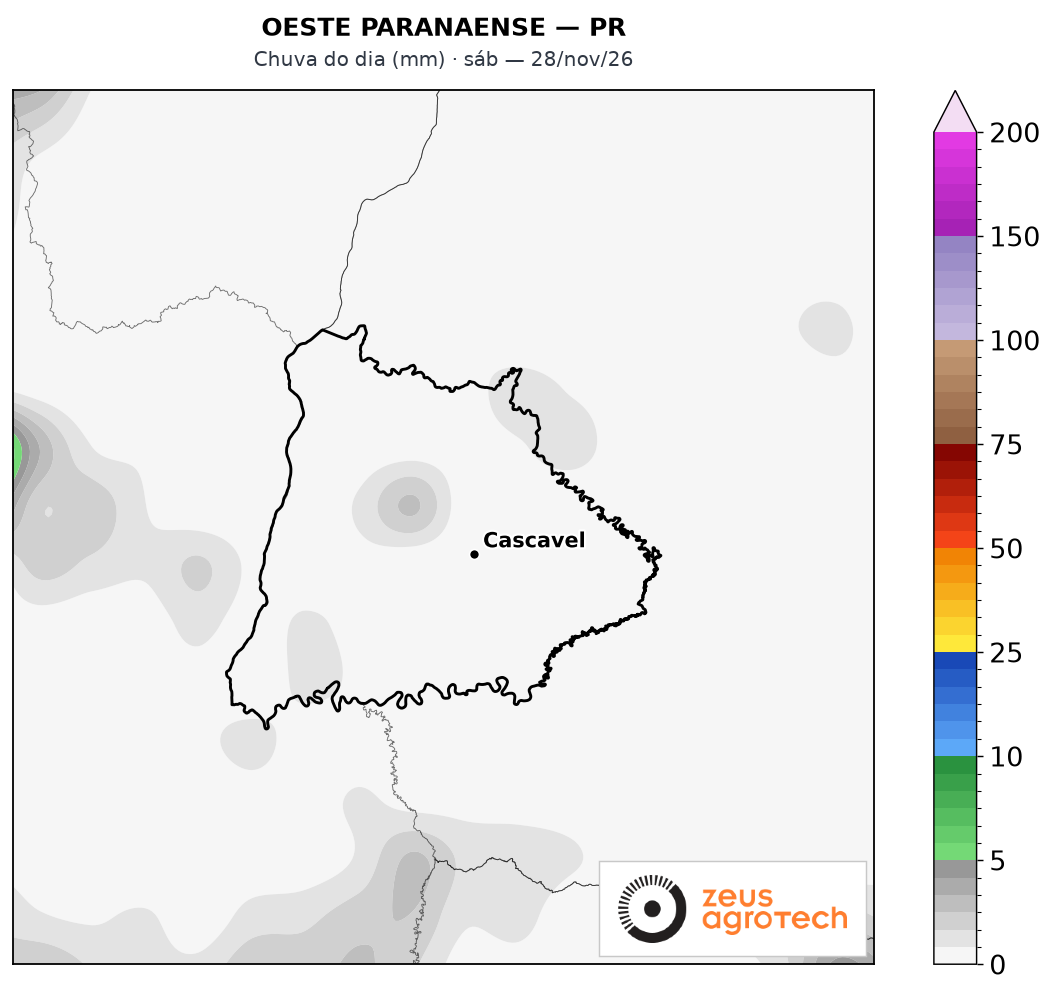 OESTE PARANAENSE — PR
Chuva do dia (mm) · sáb — 28/nov/26
200
150
100
75
50
25
10
5
0
Cascavel
zeus
agrotech